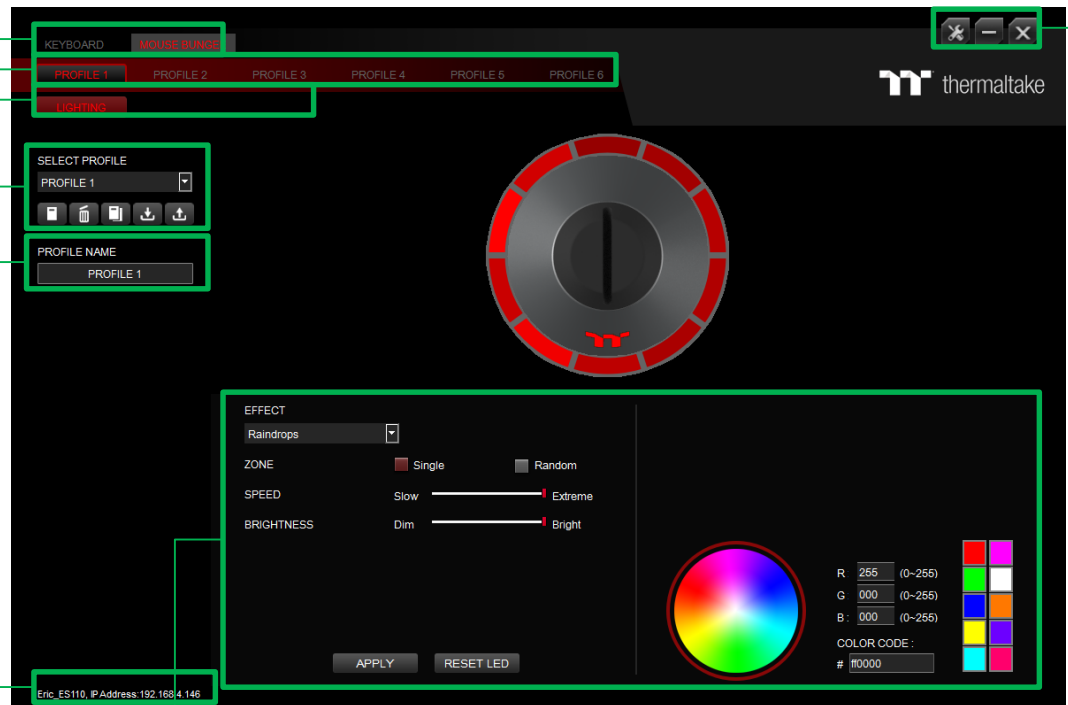 KEYBOARD MOUSE BUNGE
PROFILE 1 PROFILE 2 PROFILE 3 PROFILE 4 PROFILE 5 PROFILE 6
thermaltake
LIGHTING
SELECT PROFILE
PROFILE 1
PROFILE NAME
PROFILE 1
EFFECT
Raindrops
ZONE Single Random
SPEED Slow Extreme
BRIGHTNESS Dim Bright
R 255 (0~255)
G 000 (0~255)
B : 000 (0~255)
COLOR CODE :
# ff0000
APPLY RESET LED
Eric_ES110, IP Address:192.168.4.146